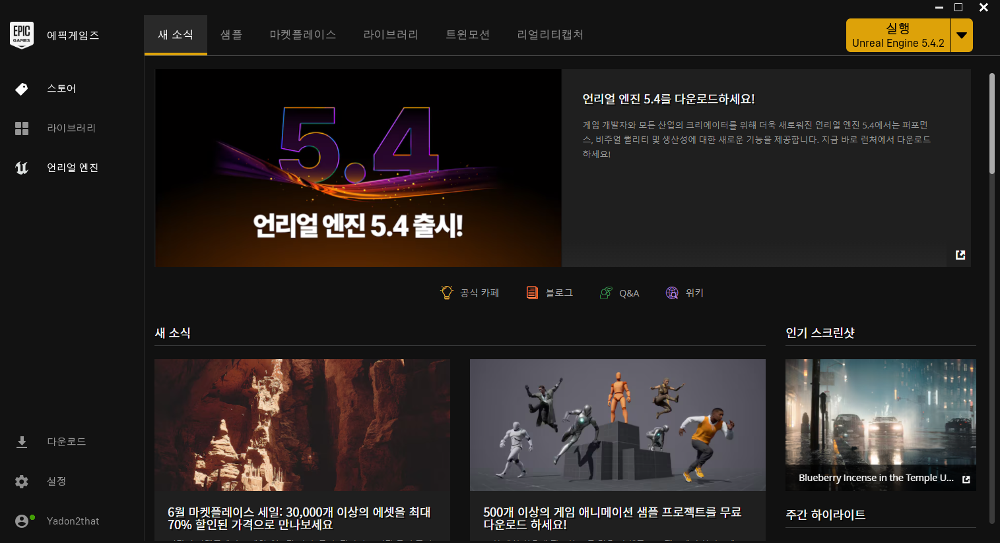 EPIC
GAMES
에픽게임즈
스토어
라이브러리
언리얼 엔진
다운로드
설정
Yadon2that
새 소식
샘플
마켓플레이스
라이브러리
트윈모션
리얼리티캡처
실행
Unreal Engine 5.4.2
5.4
언리얼 엔진 5.4 출시!
언리얼 엔진 5.4를 다운로드하세요!
게임 개발자와 모든 산업의 크리에이터를 위해 더욱 새로워진 언리얼 엔진 5.4에서는 퍼포먼
스, 비주얼 퀄리티 및 생산성에 대한 새로운 기능을 제공합니다. 지금 바로 런처에서 다운로드
하세요!
공식 카페
블로그
Q&A
위키
새 소식
6월 마켓플레이스 세일: 30,000개 이상의 에셋을 최대
70% 할인된 가격으로 만나보세요
500개 이상의 게임 애니메이션 샘플 프로젝트를 무료
다운로드 하세요!
인기 스크린샷
Blueberry Incense in the Temple U...
주간 하이라이트